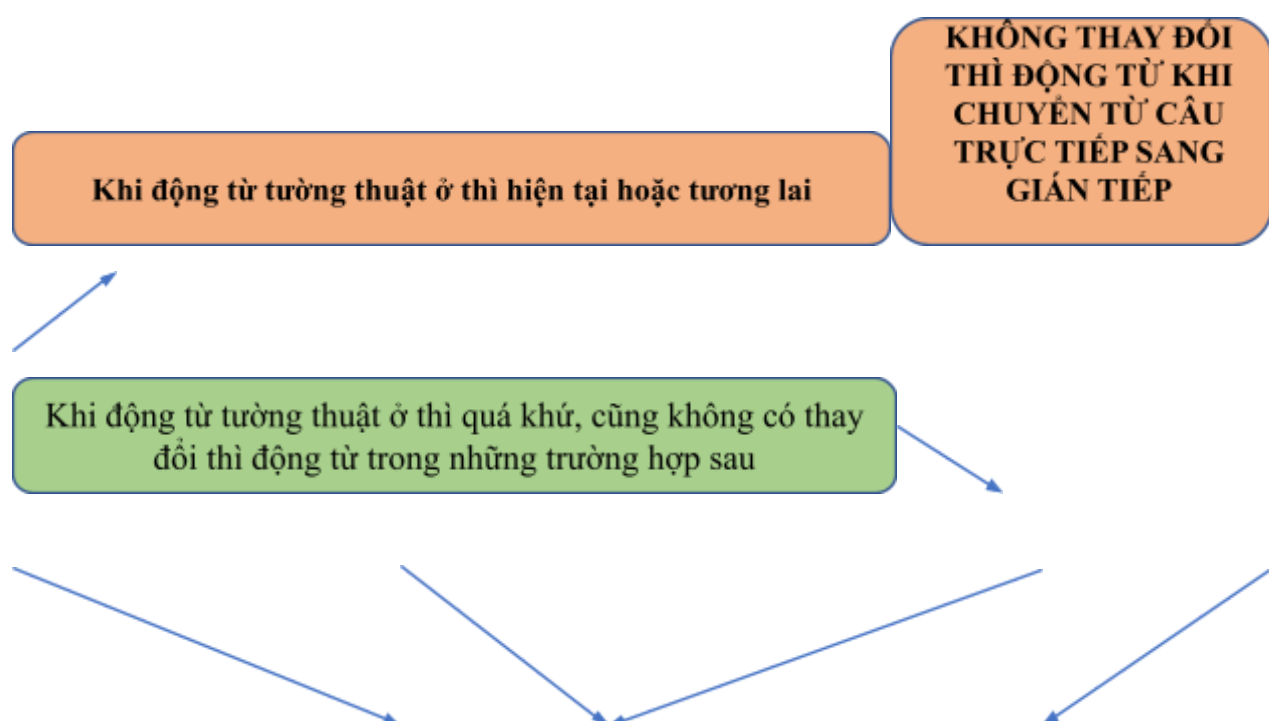 KHÔNG THAY ĐỔI
THÌ ĐỘNG TỪ KHI
CHUYỂN TỪ CÂU
TRỰC TIẾP SANG
GIÁN TIẾP
Khi động từ tường thuật ở thì hiện tại hoặc tương lai
Khi động từ tường thuật ở thì quá khứ, cũng không có thay
đổi thì động từ trong những trường hợp sau